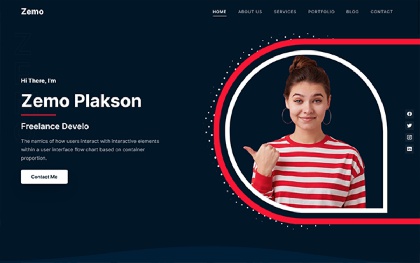 Zemo
HOME ABOUT US SERVICES PORTFOLIO BLOG CONTACT
Hi There, I'm
Zemo Plakson
Freelance Develo
The metrics of how users interact with interactive elements
within a user interface flow chart based on container
proportion.
Contact Me